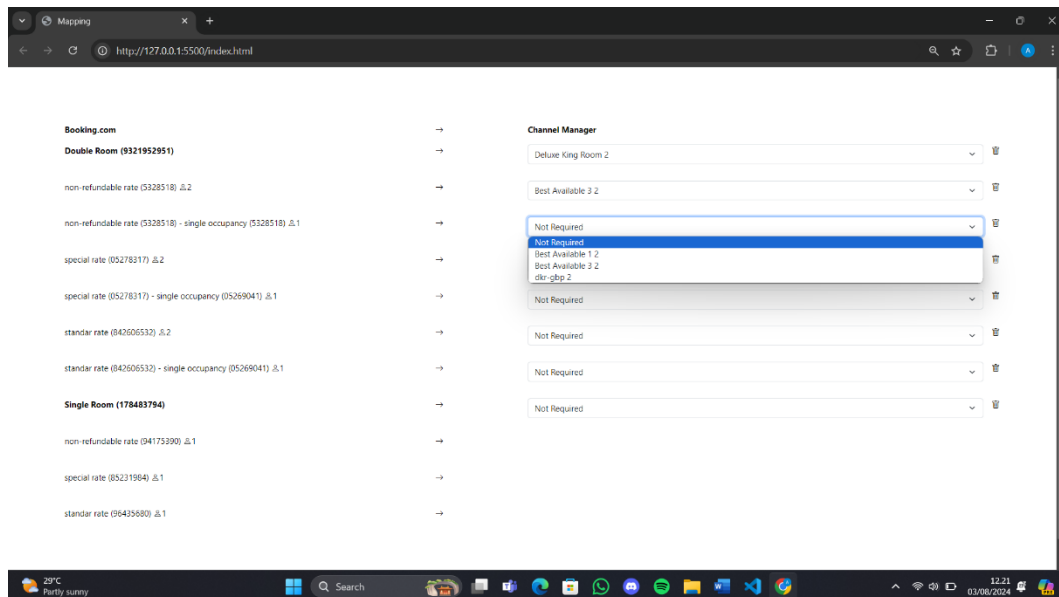 Mapping
http://127.0.0.1:5500/index.html
A
Booking.com → Channel Manager
Double Room (9321952951) → Deluxe King Room 2
non-refundable rate (5328518) 2 → Best Available 3 2
non-refundable rate (5328518) - single occupancy (5328518) 1 → Not Required
Not Required
Best Available 1 2
special rate (05278317) 2 → Best Available 3 2
dkr-gbp 2
special rate (05278317) - single occupancy (05269041) 1 → Not Required
standar rate (842606532) 2 → Not Required
standar rate (842606532) - single occupancy (05269041) 1 → Not Required
Single Room (178483794) → Not Required
non-refundable rate (94175390) 1 →
special rate (85231984) 1 →
standar rate (96435680) 1 →
29°C
Partly sunny
Search
12.21
03/08/2024